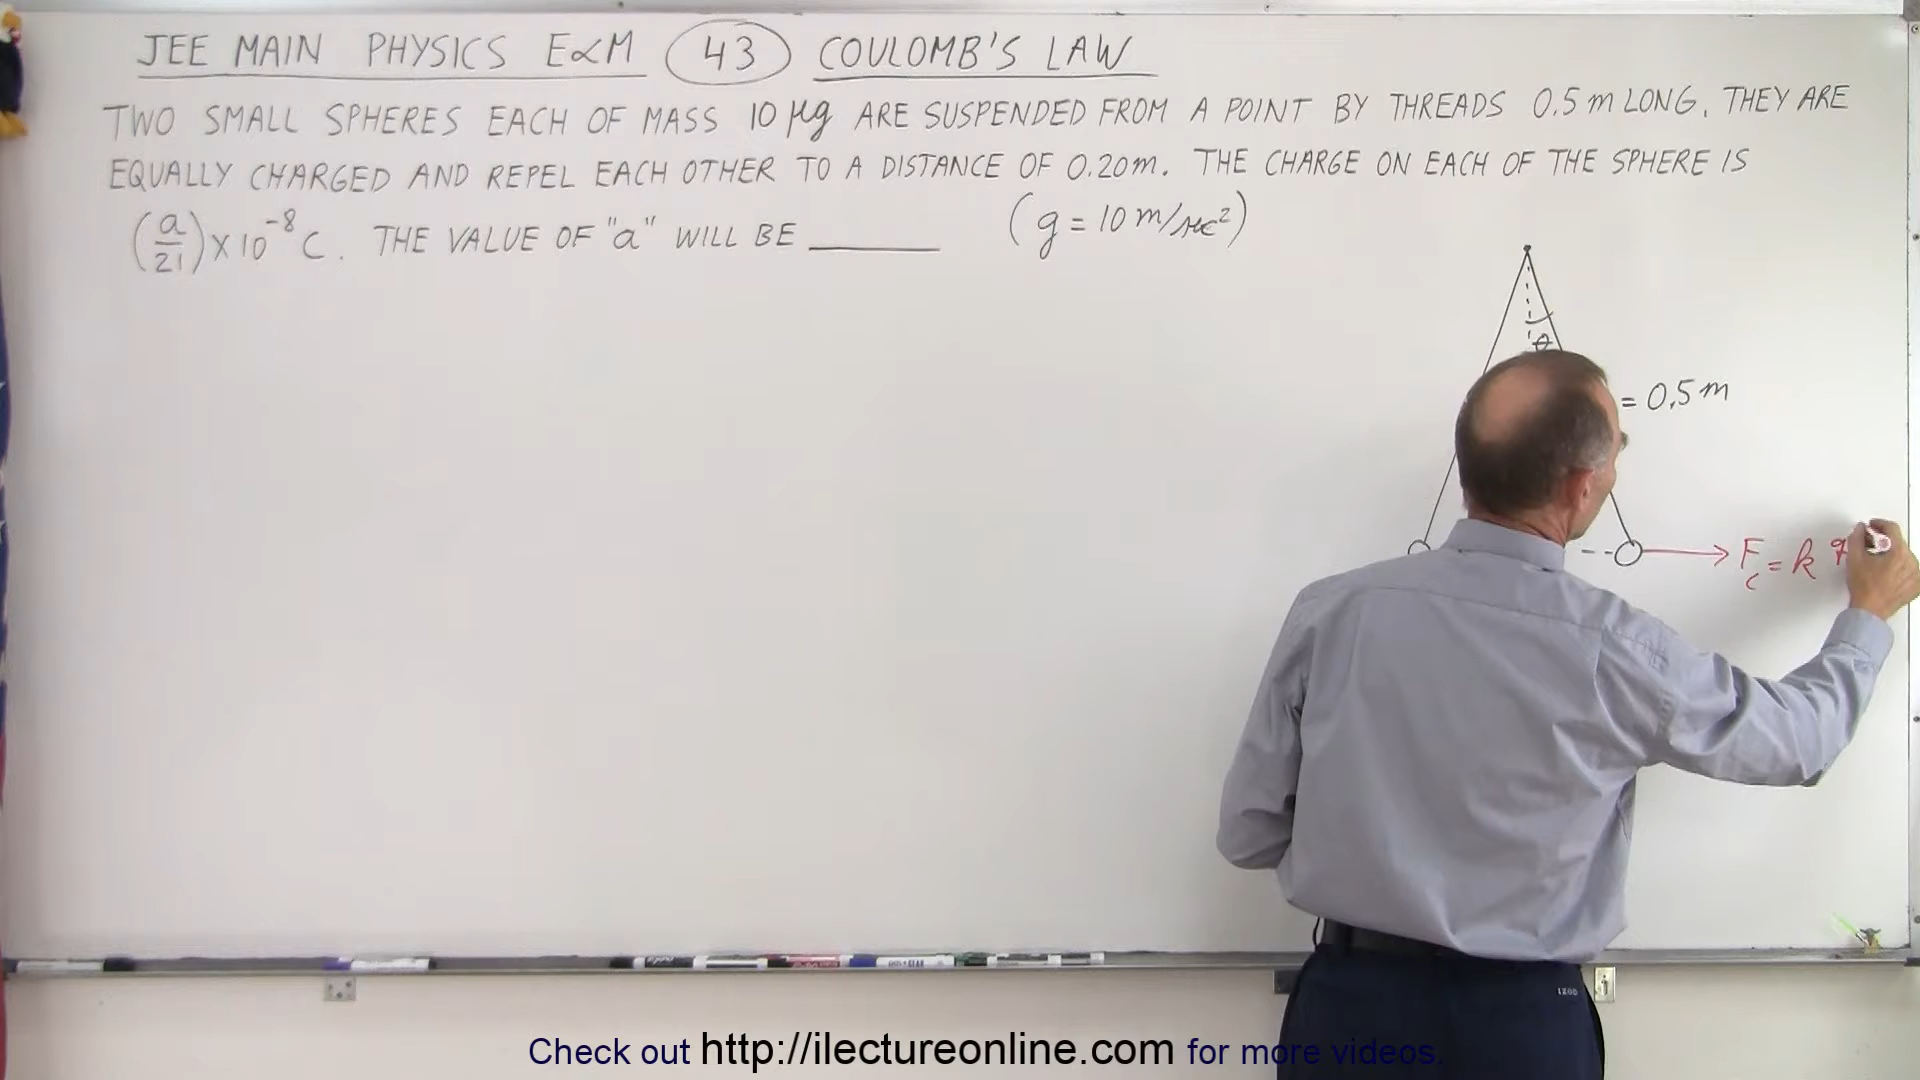 JEE MAIN PHYSICS E&M 43 COULOMB'S LAW
TWO SMALL SPHERES EACH OF MASS 10 µg ARE SUSPENDED FROM A POINT BY THREADS 0.5 m LONG. THEY ARE
EQUALLY CHARGED AND REPEL EACH OTHER TO A DISTANCE OF 0.20m. THE CHARGE ON EACH OF THE SPHERE IS
(a/21) × 10⁻⁸ C. THE VALUE OF "a" WILL BE ______ (g = 10 m/sec²)
θ
= 0.5 m
F_c = k q
IZOD
Check out http://ilectureonline.com for more videos.